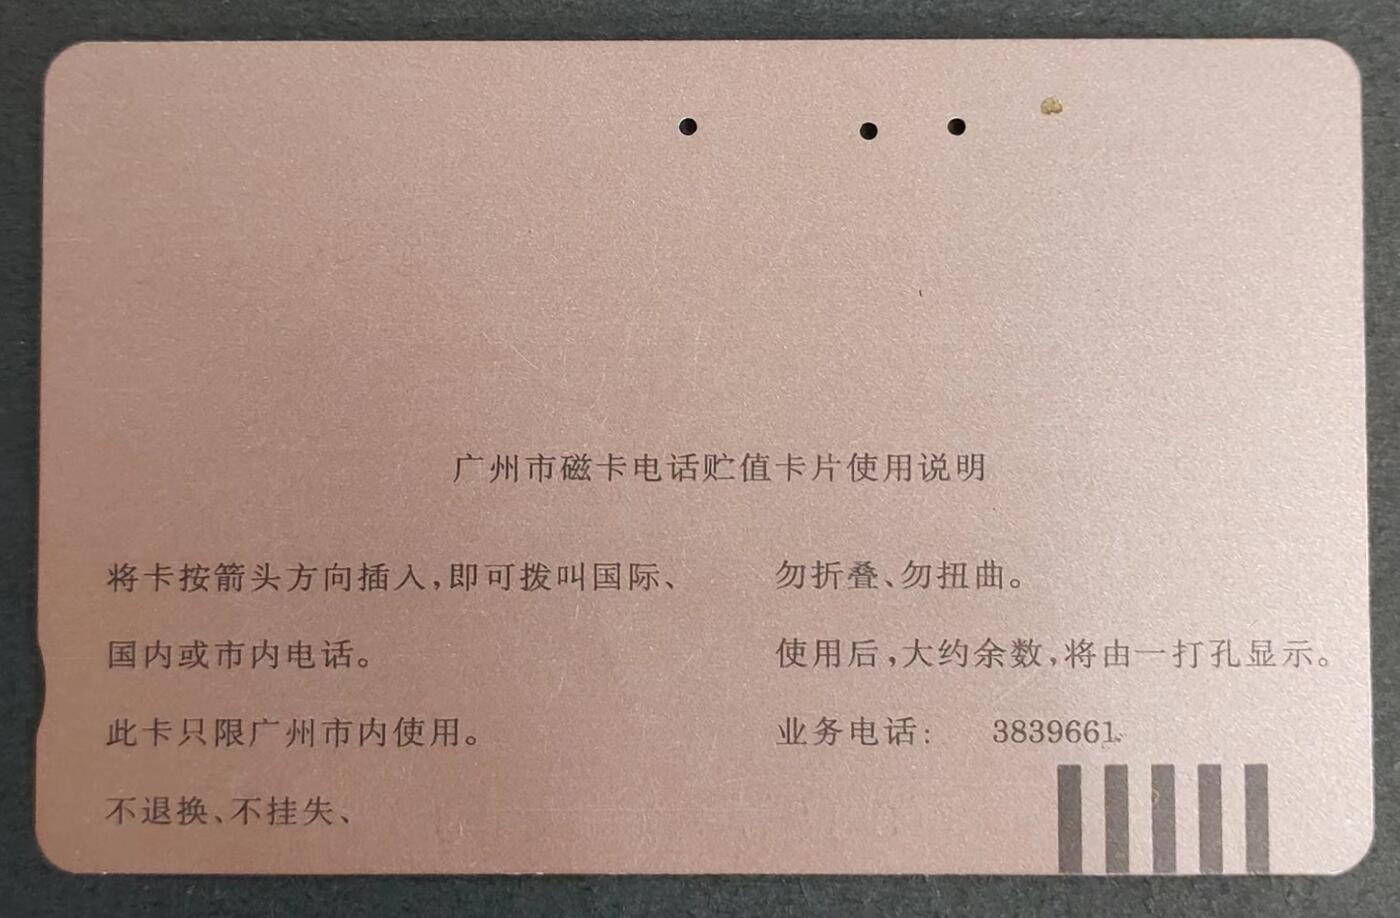 广州市磁卡电话贮值卡片使用说明
将卡按箭头方向插入,即可拨叫国际、
国内或市内电话。
此卡只限广州市内使用。
不退换、不挂失、
勿折叠、勿扭曲。
使用后,大约余数,将由一打孔显示。
业务电话: 3839661